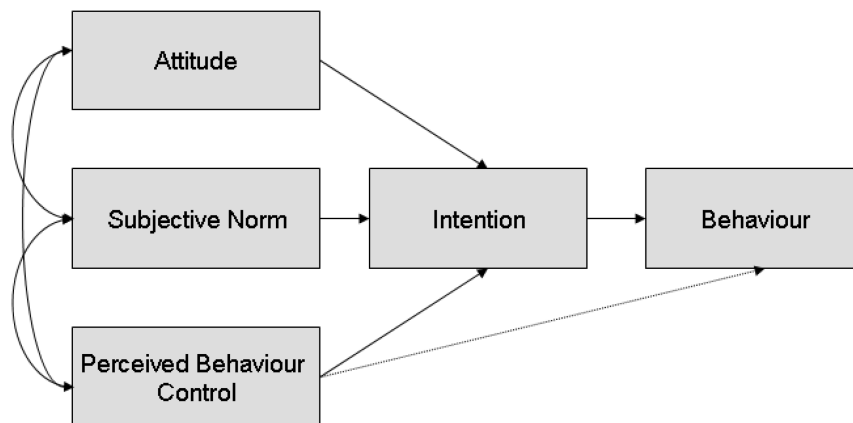 Attitude
Subjective Norm
Intention
Behaviour
Perceived Behaviour
Control